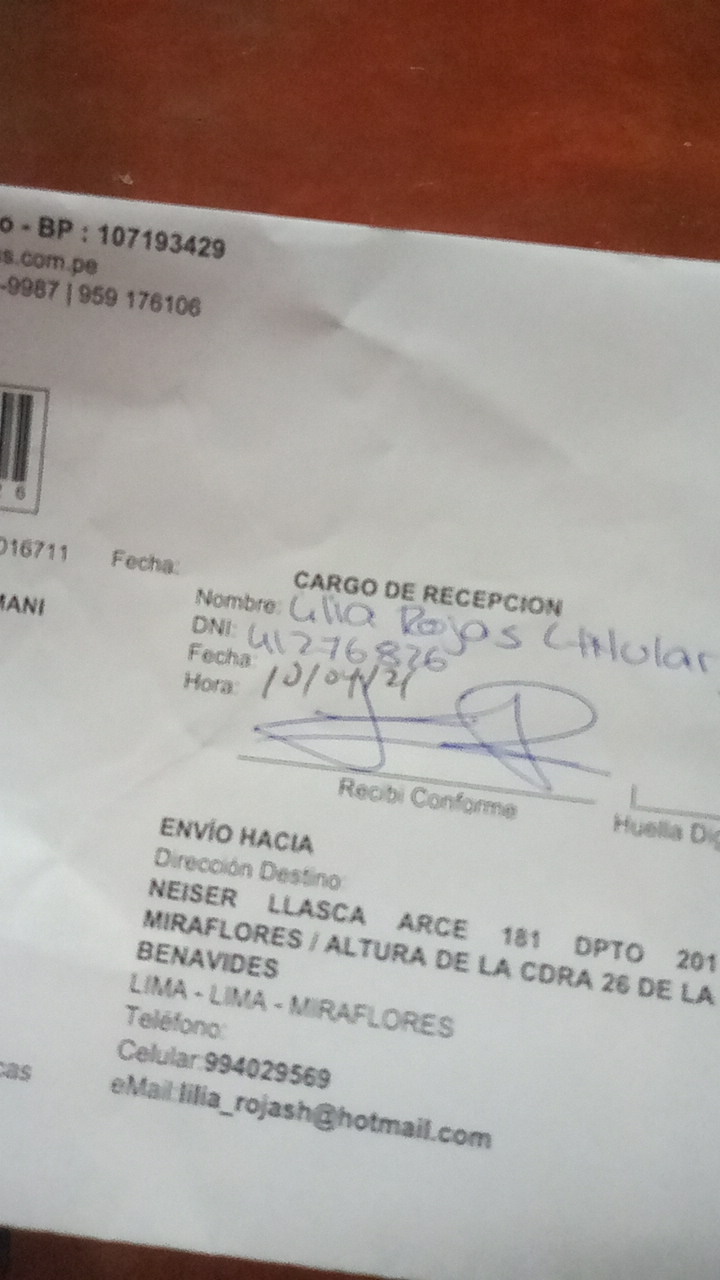 o - BP : 107193429
s.com.pe
-9987 | 959 176106
6
016711 Fecha:
MANI
CARGO DE RECEPCION
Nombre: Lilia Rojas (titular)
DNI: 41276826
Fecha: 10/04/21
Hora:
Recibi Conforme
Huella Dig
ENVÍO HACIA
Dirección Destino:
NEISER LLASCA ARCE 181 DPTO 201
MIRAFLORES / ALTURA DE LA CDRA 26 DE LA
BENAVIDES
LIMA - LIMA - MIRAFLORES
Teléfono:
Celular:994029569
cas
eMail:lilia_rojash@hotmail.com